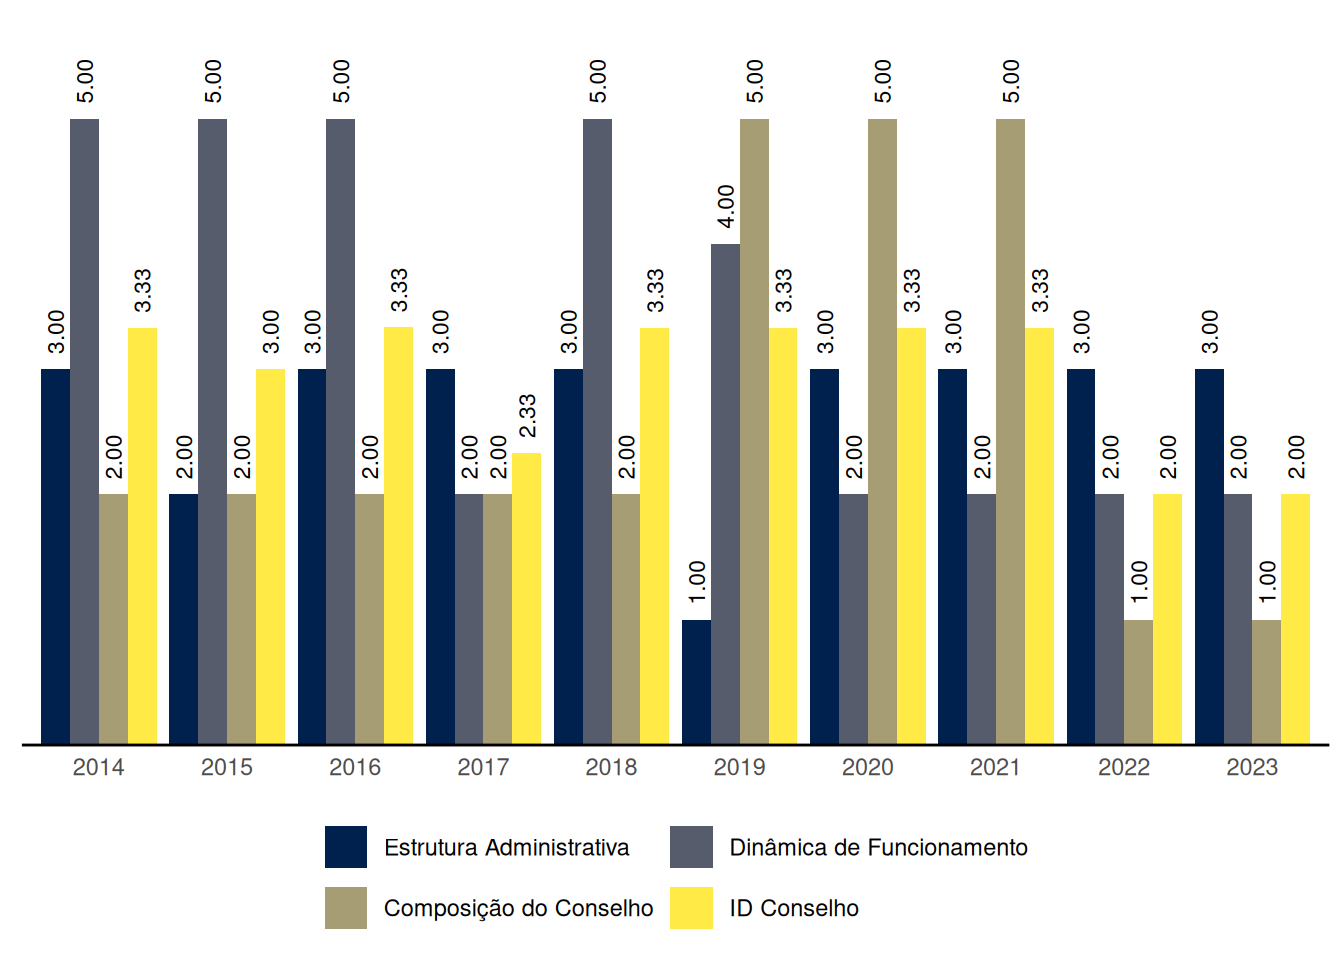 5.00 5.00 5.00 5.00 5.00 5.00 5.00
4.00
3.33 3.33 3.33 3.33 3.33 3.33
3.00 3.00 3.00 3.00 3.00 3.00 3.00 3.00 3.00
2.33
2.00 2.00 2.00 2.00 2.00 2.00 2.00 2.00 2.00 2.00 2.00 2.00
1.00 1.00 1.00
2014 2015 2016 2017 2018 2019 2020 2021 2022 2023
Estrutura Administrativa Dinâmica de Funcionamento
Composição do Conselho ID Conselho